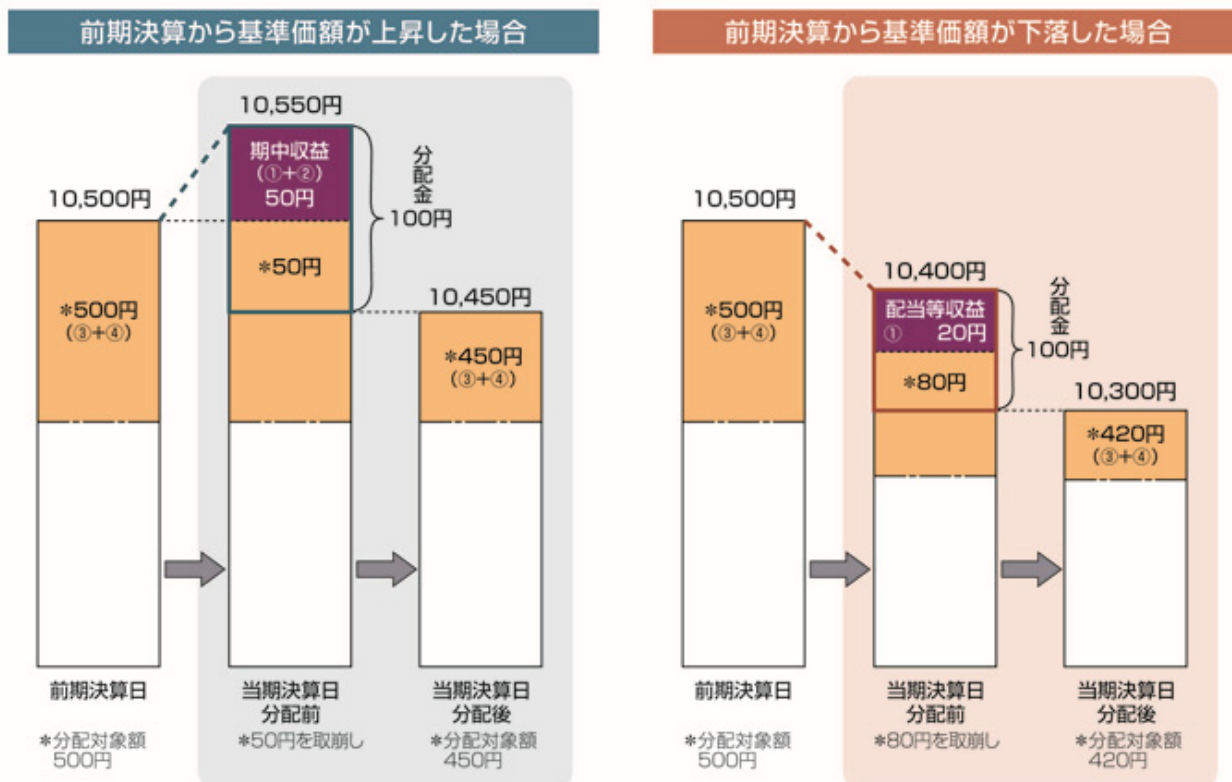 前期決算から基準価額が上昇した場合
10,550円
期中収益
(①+②)
50円
分配金
100円
10,500円
*50円
*500円
(③+④)
10,450円
*450円
(③+④)
前期決算日
当期決算日
分配前
当期決算日
分配後
*分配対象額
500円
*50円を取崩し
*分配対象額
450円
前期決算から基準価額が下落した場合
10,500円
10,400円
配当等収益
① 20円
分配金
100円
*500円
(③+④)
*80円
10,300円
*420円
(③+④)
前期決算日
当期決算日
分配前
当期決算日
分配後
*分配対象額
500円
*80円を取崩し
*分配対象額
420円